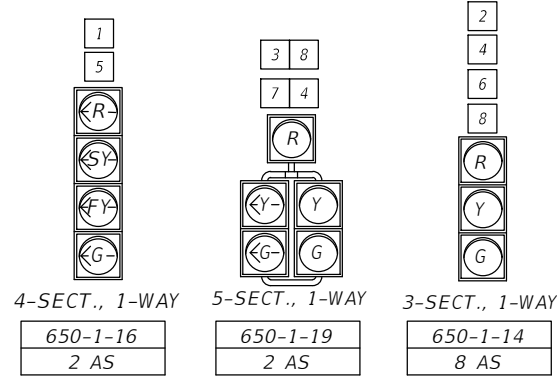 1
5
R
SY
FY
G
4-SECT., 1-WAY
650-1-16
2 AS
3 8
7 4
R
Y Y
G G
5-SECT., 1-WAY
650-1-19
2 AS
2
4
6
8
R
Y
G
3-SECT., 1-WAY
650-1-14
8 AS